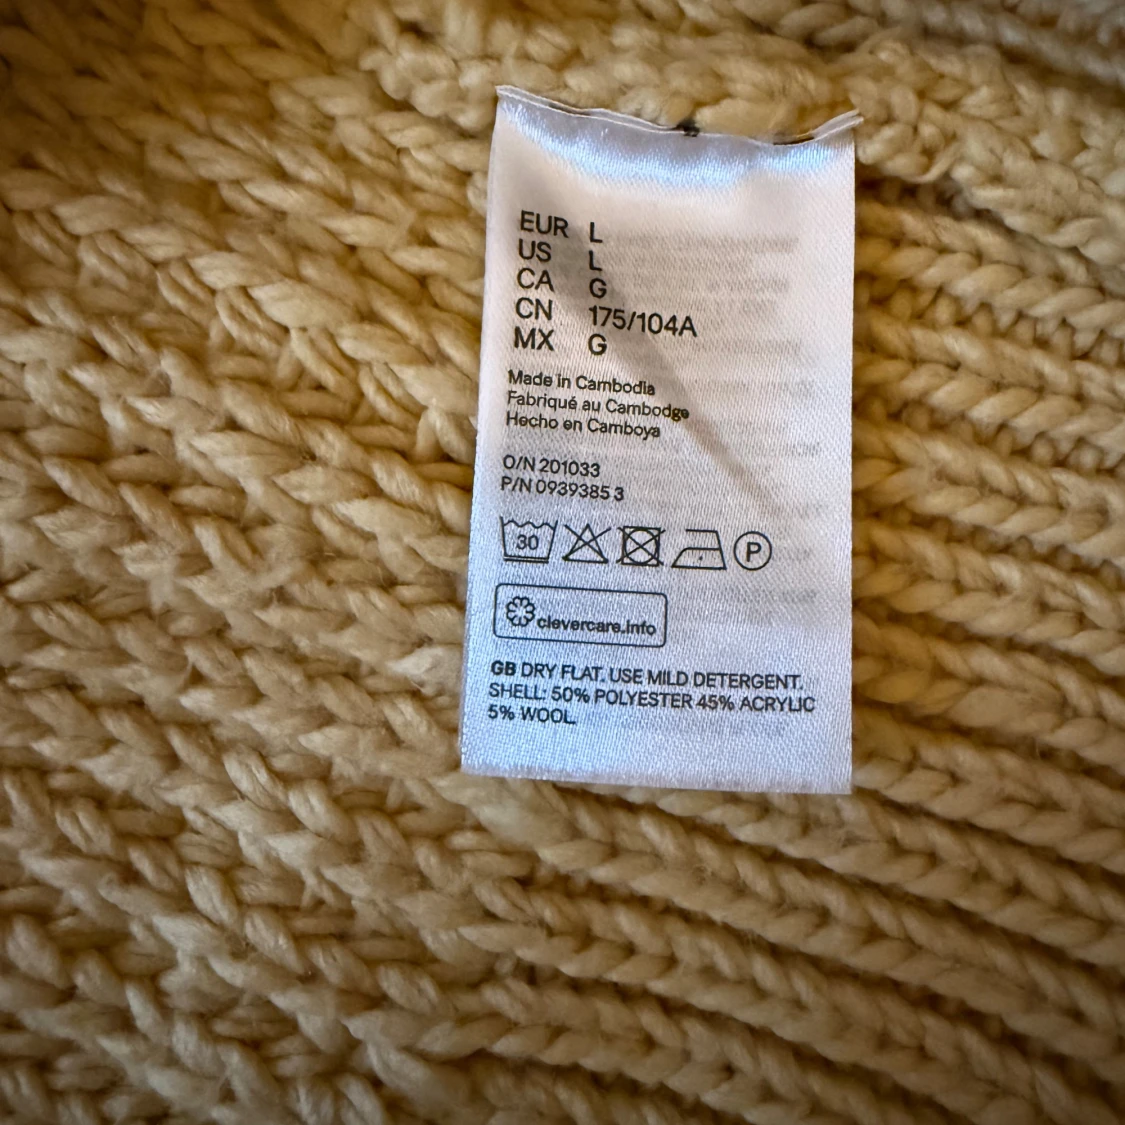 EUR L
US L
CA G
CN 175/104A
MX G
Made in Cambodia
Fabriqué au Cambodge
Hecho en Camboya
O/N 201033
P/N 0939385 3
30
P
clevercare.info
GB DRY FLAT. USE MILD DETERGENT.
SHELL: 50% POLYESTER 45% ACRYLIC
5% WOOL.